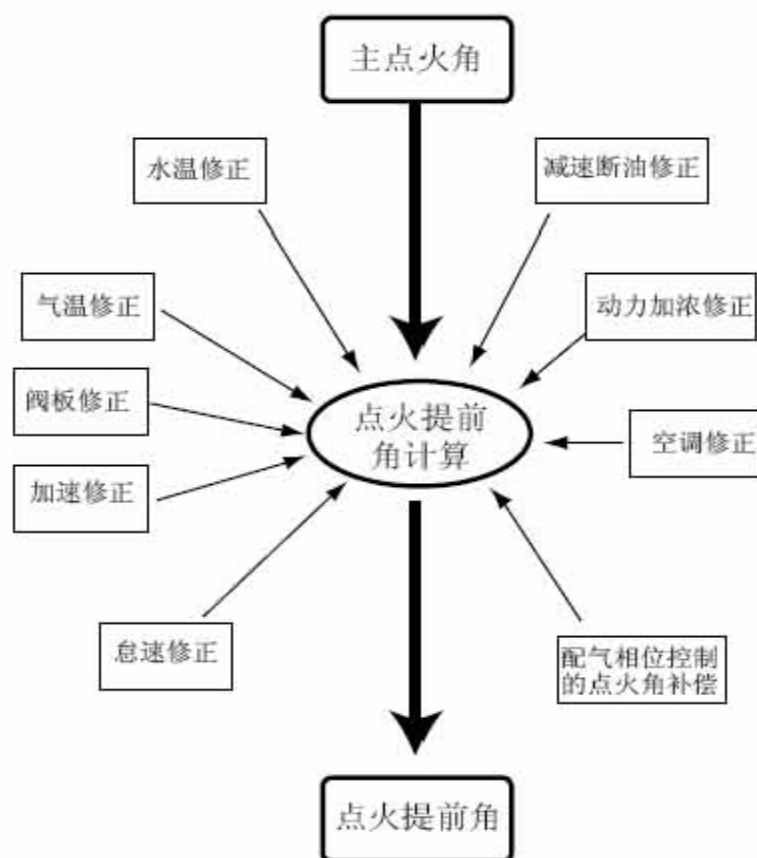 主点火角
水温修正
减速断油修正
气温修正
动力加浓修正
阀板修正
点火提前
角计算
空调修正
加速修正
怠速修正
配气相位控制
的点火角补偿
点火提前角